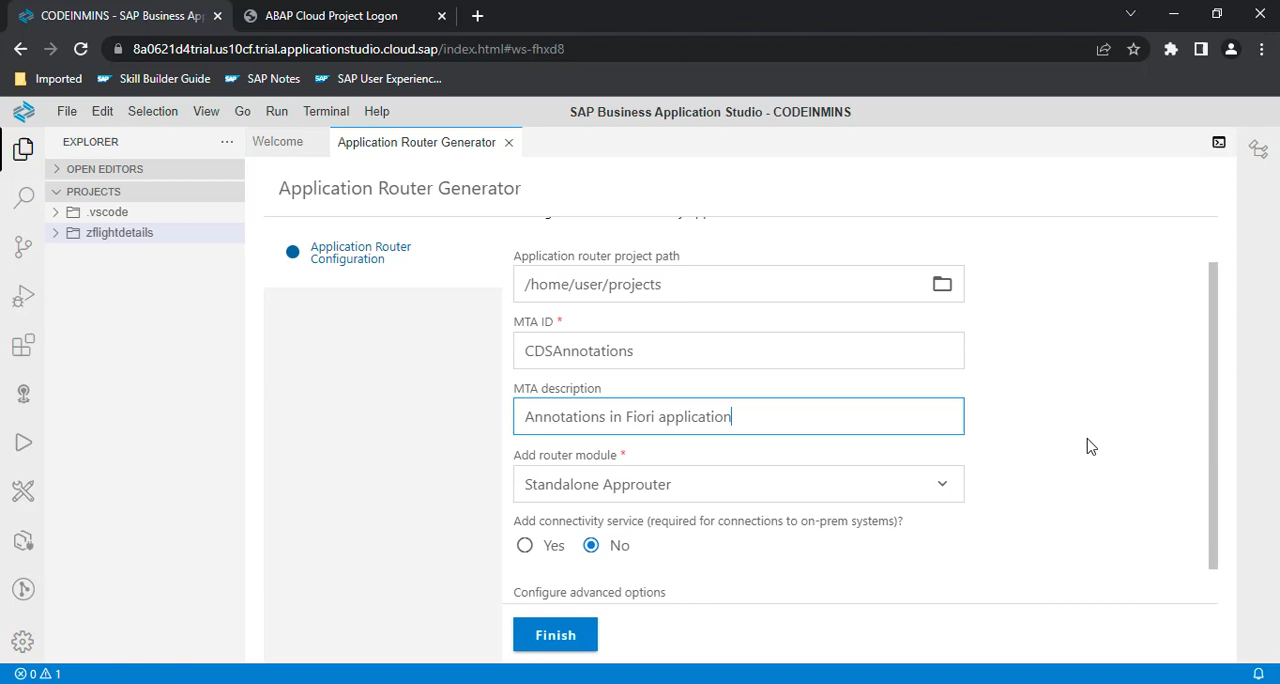 CODEINMINS - SAP Business App
ABAP Cloud Project Logon
8a0621d4trial.us10cf.trial.applicationstudio.cloud.sap/index.html#ws-fhxd8
Imported
Skill Builder Guide
SAP Notes
SAP User Experienc...
File Edit Selection View Go Run Terminal Help
SAP Business Application Studio - CODEINMINS
EXPLORER
Welcome
Application Router Generator
OPEN EDITORS
PROJECTS
.vscode
zflightdetails
Application Router Generator
Application Router
Configuration
Application router project path
/home/user/projects
MTA ID *
CDSAnnotations
MTA description
Annotations in Fiori application
Add router module *
Standalone Approuter
Add connectivity service (required for connections to on-prem systems)?
Yes No
Configure advanced options
Finish
0 1